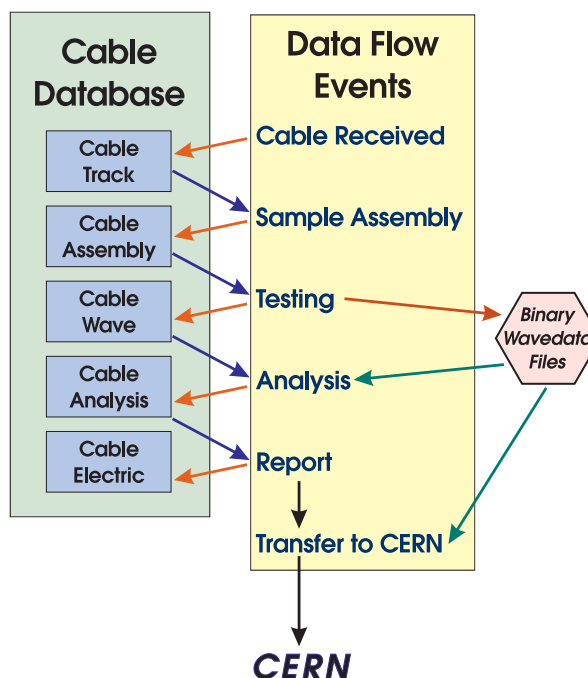 Cable
Database
Cable
Track
Cable
Assembly
Cable
Wave
Cable
Analysis
Cable
Electric
Data Flow
Events
Cable Received
Sample Assembly
Testing
Analysis
Report
Transfer to CERN
Binary
Wavedata
Files
CERN